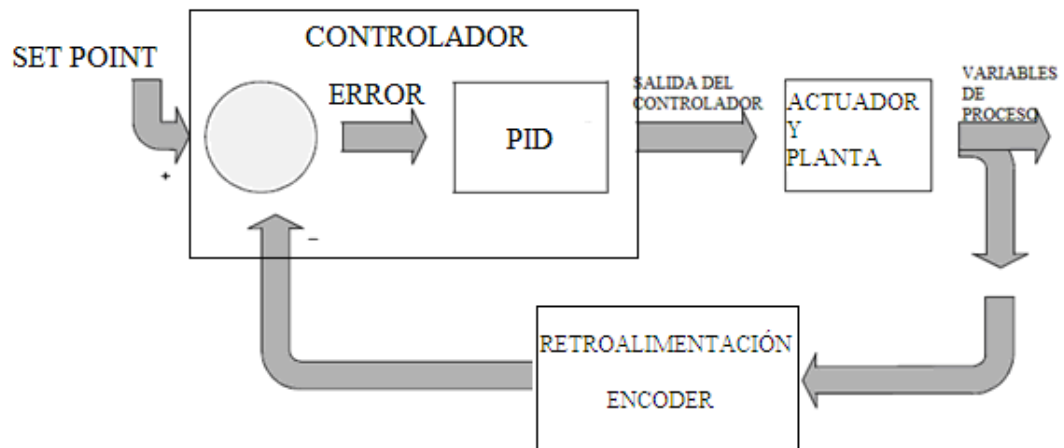 CONTROLADOR
SET POINT
ERROR
PID
SALIDA DEL
CONTROLADOR
ACTUADOR
Y
PLANTA
VARIABLES
DE
PROCESO
+
–
RETROALIMENTACIÓN
ENCODER